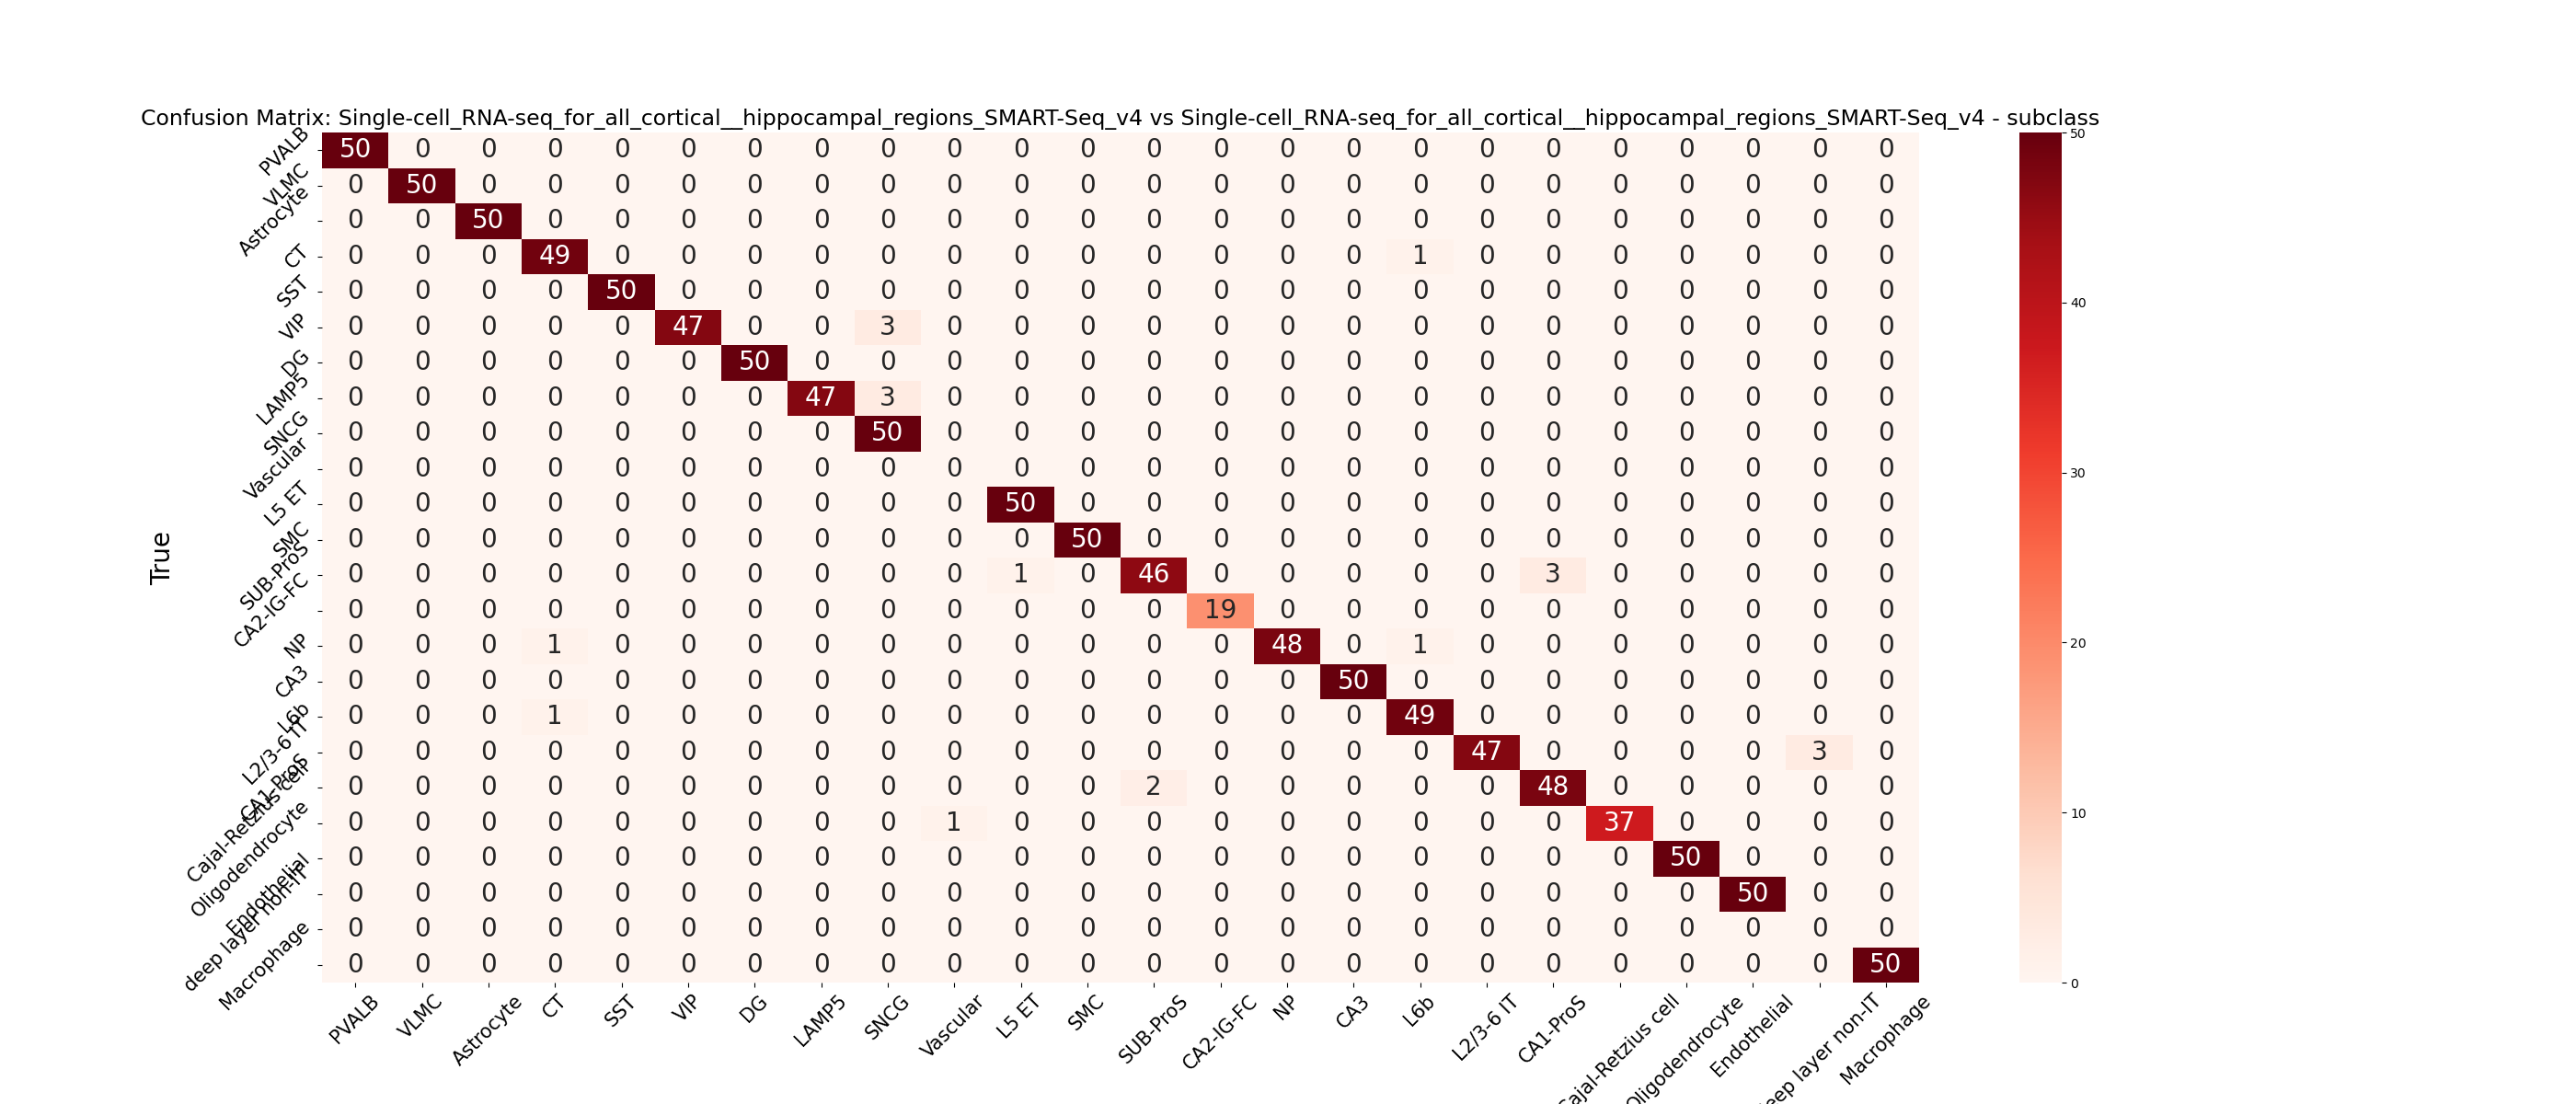 Confusion Matrix: Single-cell_RNA-seq_for_all_cortical__hippocampal_regions_SMART-Seq_v4 vs Single-cell_RNA-seq_for_all_cortical__hippocampal_regions_SMART-Seq_v4 - subclass
True
PVALB 50 0 0 0 0 0 0 0 0 0 0 0 0 0 0 0 0 0 0 0 0 0 0 0
VLMC 0 50 0 0 0 0 0 0 0 0 0 0 0 0 0 0 0 0 0 0 0 0 0 0
Astrocyte 0 0 50 0 0 0 0 0 0 0 0 0 0 0 0 0 0 0 0 0 0 0 0 0
CT 0 0 0 49 0 0 0 0 0 0 0 0 0 0 0 0 1 0 0 0 0 0 0 0
SST 0 0 0 0 50 0 0 0 0 0 0 0 0 0 0 0 0 0 0 0 0 0 0 0
VIP 0 0 0 0 0 47 0 0 3 0 0 0 0 0 0 0 0 0 0 0 0 0 0 0
DG 0 0 0 0 0 0 50 0 0 0 0 0 0 0 0 0 0 0 0 0 0 0 0 0
LAMP5 0 0 0 0 0 0 0 47 3 0 0 0 0 0 0 0 0 0 0 0 0 0 0 0
SNCG 0 0 0 0 0 0 0 0 50 0 0 0 0 0 0 0 0 0 0 0 0 0 0 0
Vascular 0 0 0 0 0 0 0 0 0 0 0 0 0 0 0 0 0 0 0 0 0 0 0 0
L5 ET 0 0 0 0 0 0 0 0 0 0 50 0 0 0 0 0 0 0 0 0 0 0 0 0
SMC 0 0 0 0 0 0 0 0 0 0 0 50 0 0 0 0 0 0 0 0 0 0 0 0
SUB-ProS 0 0 0 0 0 0 0 0 0 0 1 0 46 0 0 0 0 0 3 0 0 0 0 0
CA2-IG-FC 0 0 0 0 0 0 0 0 0 0 0 0 0 19 0 0 0 0 0 0 0 0 0 0
NP 0 0 0 1 0 0 0 0 0 0 0 0 0 0 48 0 1 0 0 0 0 0 0 0
CA3 0 0 0 0 0 0 0 0 0 0 0 0 0 0 0 50 0 0 0 0 0 0 0 0
L6b 0 0 0 1 0 0 0 0 0 0 0 0 0 0 0 0 49 0 0 0 0 0 0 0
L2/3-6 IT 0 0 0 0 0 0 0 0 0 0 0 0 0 0 0 0 0 47 0 0 0 0 3 0
CA1-ProS 0 0 0 0 0 0 0 0 0 0 0 0 2 0 0 0 0 0 48 0 0 0 0 0
Cajal-Retzius cell 0 0 0 0 0 0 0 0 0 1 0 0 0 0 0 0 0 0 0 37 0 0 0 0
Oligodendrocyte 0 0 0 0 0 0 0 0 0 0 0 0 0 0 0 0 0 0 0 0 50 0 0 0
Endothelial 0 0 0 0 0 0 0 0 0 0 0 0 0 0 0 0 0 0 0 0 0 50 0 0
deep layer non-IT 0 0 0 0 0 0 0 0 0 0 0 0 0 0 0 0 0 0 0 0 0 0 0 0
Macrophage 0 0 0 0 0 0 0 0 0 0 0 0 0 0 0 0 0 0 0 0 0 0 0 50
PVALB VLMC Astrocyte CT SST VIP DG LAMP5 SNCG Vascular L5 ET SMC SUB-ProS CA2-IG-FC NP CA3 L6b L2/3-6 IT CA1-ProS Cajal-Retzius cell Oligodendrocyte Endothelial layer non-IT Macrophage
50
40
30
20
10
0